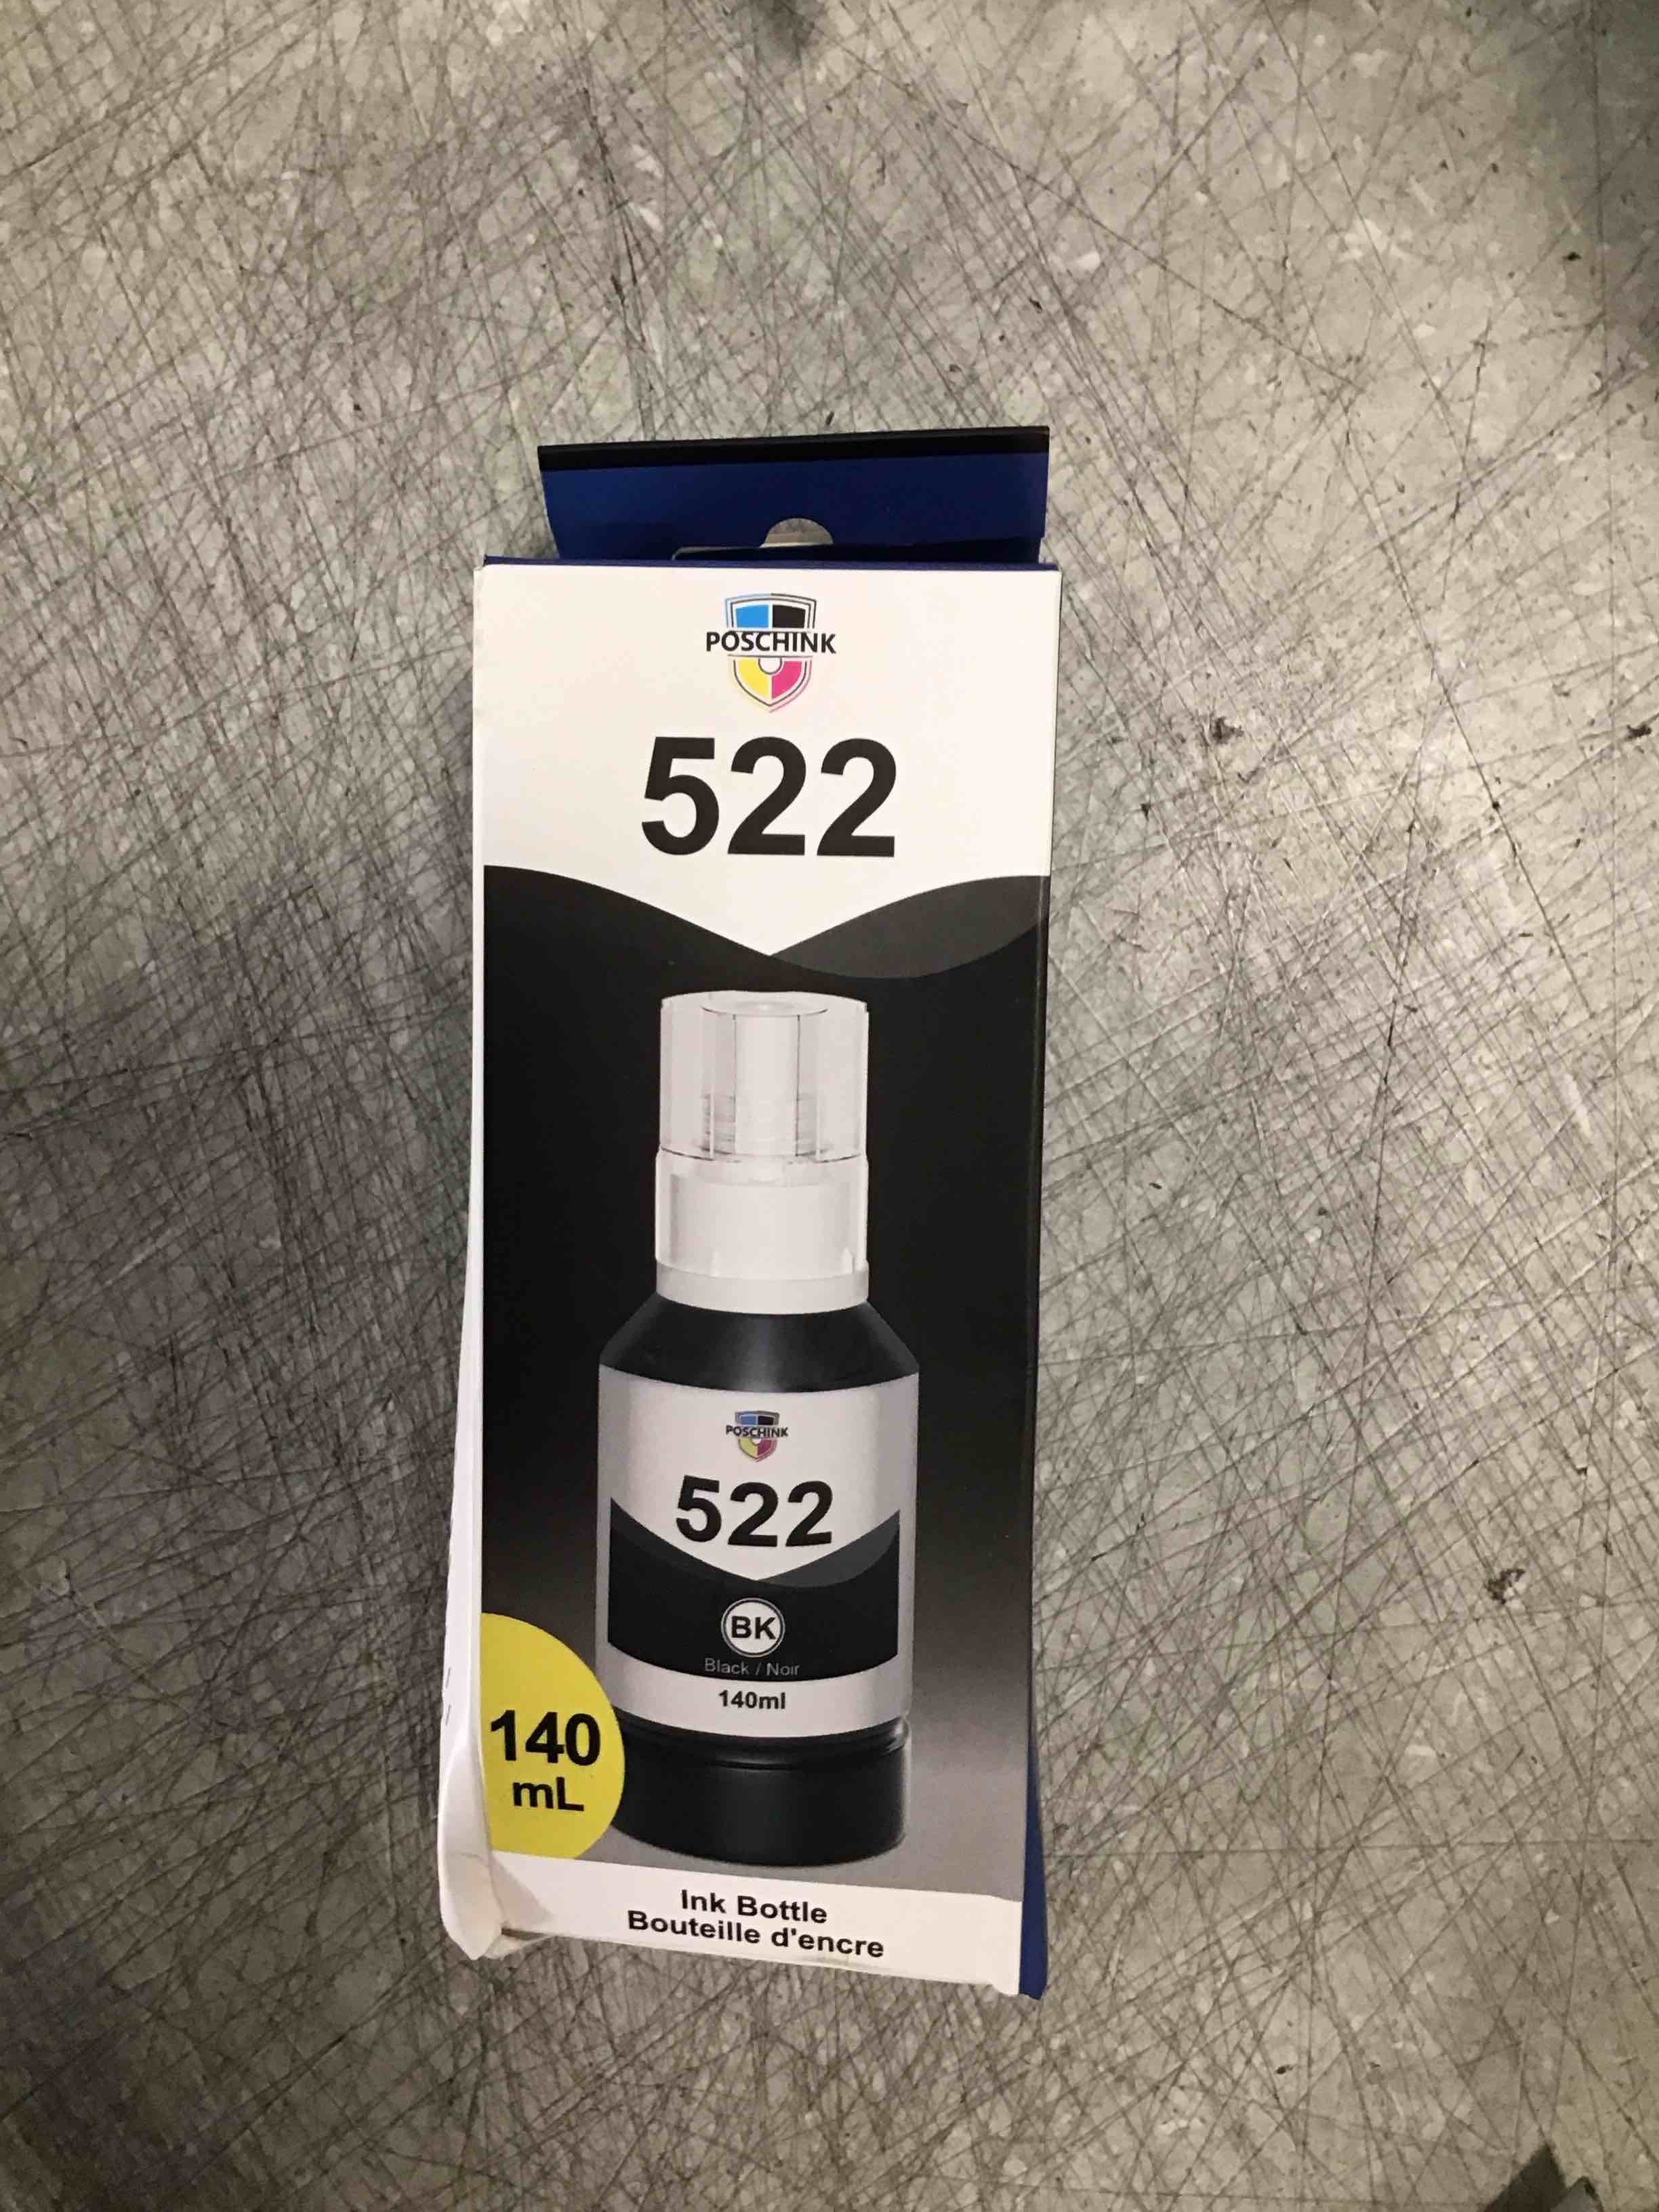 POSCHINK
522
POSCHINK
522
BK
Black / Noir
140ml
140
mL
Ink Bottle
Bouteille d'encre